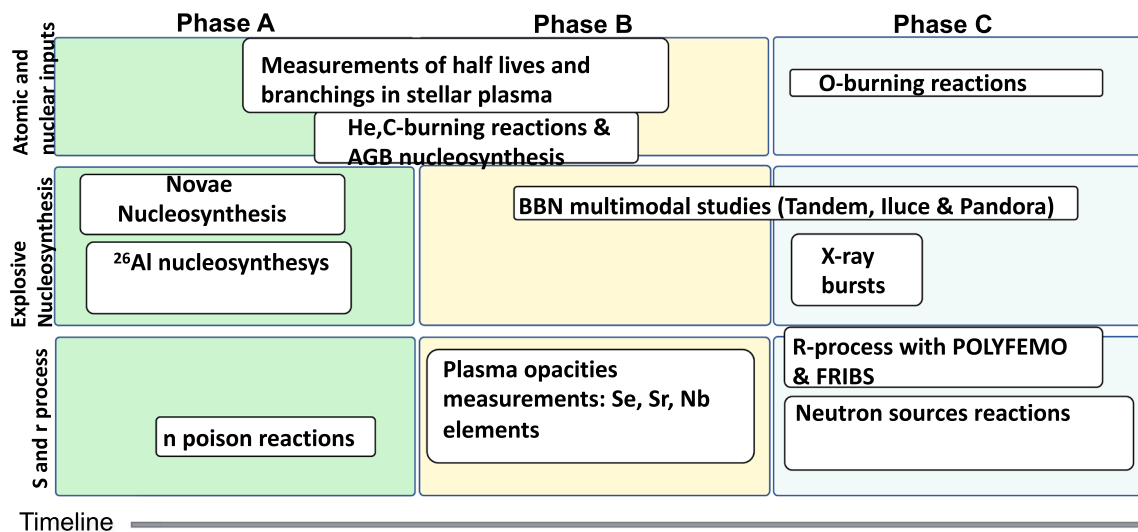 Phase A
Phase B
Phase C
Atomic and
nuclear inputs
Measurements of half lives and
branchings in stellar plasma
He,C-burning reactions &
AGB nucleosynthesis
O-burning reactions
Explosive
Nucleosynthesis
Novae
Nucleosynthesis
²⁶Al nucleosynthesys
BBN multimodal studies (Tandem, Iluce & Pandora)
X-ray
bursts
S and r process
n poison reactions
Plasma opacities
measurements: Se, Sr, Nb
elements
R-process with POLYFEMO
& FRIBS
Neutron sources reactions
Timeline